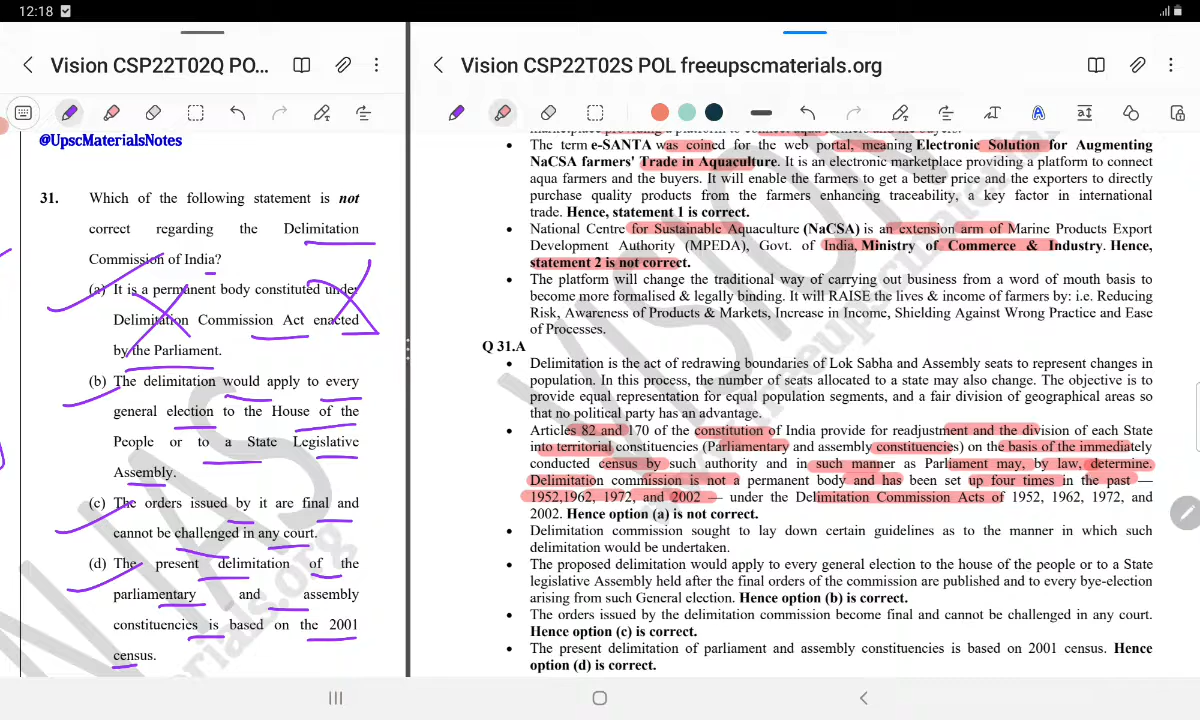 12:18
Vision CSP22T02Q PO...
@UpscMaterialsNotes
31. Which of the following statement is not
correct regarding the Delimitation
Commission of India?
(a) It is a permanent body constituted under
Delimitation Commission Act enacted
by the Parliament.
(b) The delimitation would apply to every
general election to the House of the
People or to a State Legislative
Assembly.
(c) The orders issued by it are final and
cannot be challenged in any court.
(d) The present delimitation of the
parliamentary and assembly
constituencies is based on the 2001
census.
Vision CSP22T02S POL freeupscmaterials.org
marketplace providing a platform to connect aqua farmers and the buyers.
• The term e-SANTA was coined for the web portal, meaning Electronic Solution for Augmenting
NaCSA farmers' Trade in Aquaculture. It is an electronic marketplace providing a platform to connect
aqua farmers and the buyers. It will enable the farmers to get a better price and the exporters to directly
purchase quality products from the farmers enhancing traceability, a key factor in international
trade. Hence, statement 1 is correct.
• National Centre for Sustainable Aquaculture (NaCSA) is an extension arm of Marine Products Export
Development Authority (MPEDA), Govt. of India, Ministry of Commerce & Industry. Hence,
statement 2 is not correct.
• The platform will change the traditional way of carrying out business from a word of mouth basis to
become more formalised & legally binding. It will RAISE the lives & income of farmers by: i.e. Reducing
Risk, Awareness of Products & Markets, Increase in Income, Shielding Against Wrong Practice and Ease
of Processes.
Q 31.A
• Delimitation is the act of redrawing boundaries of Lok Sabha and Assembly seats to represent changes in
population. In this process, the number of seats allocated to a state may also change. The objective is to
provide equal representation for equal population segments, and a fair division of geographical areas so
that no political party has an advantage.
• Articles 82 and 170 of the constitution of India provide for readjustment and the division of each State
into territorial constituencies (Parliamentary and assembly constituencies) on the basis of the immediately
conducted census by such authority and in such manner as Parliament may, by law, determine.
Delimitation commission is not a permanent body and has been set up four times in the past —
1952,1962, 1972, and 2002 — under the Delimitation Commission Acts of 1952, 1962, 1972, and
2002. Hence option (a) is not correct.
• Delimitation commission sought to lay down certain guidelines as to the manner in which such
delimitation would be undertaken.
• The proposed delimitation would apply to every general election to the house of the people or to a State
legislative Assembly held after the final orders of the commission are published and to every bye-election
arising from such General election. Hence option (b) is correct.
• The orders issued by the delimitation commission become final and cannot be challenged in any court.
Hence option (c) is correct.
• The present delimitation of parliament and assembly constituencies is based on 2001 census. Hence
option (d) is correct.